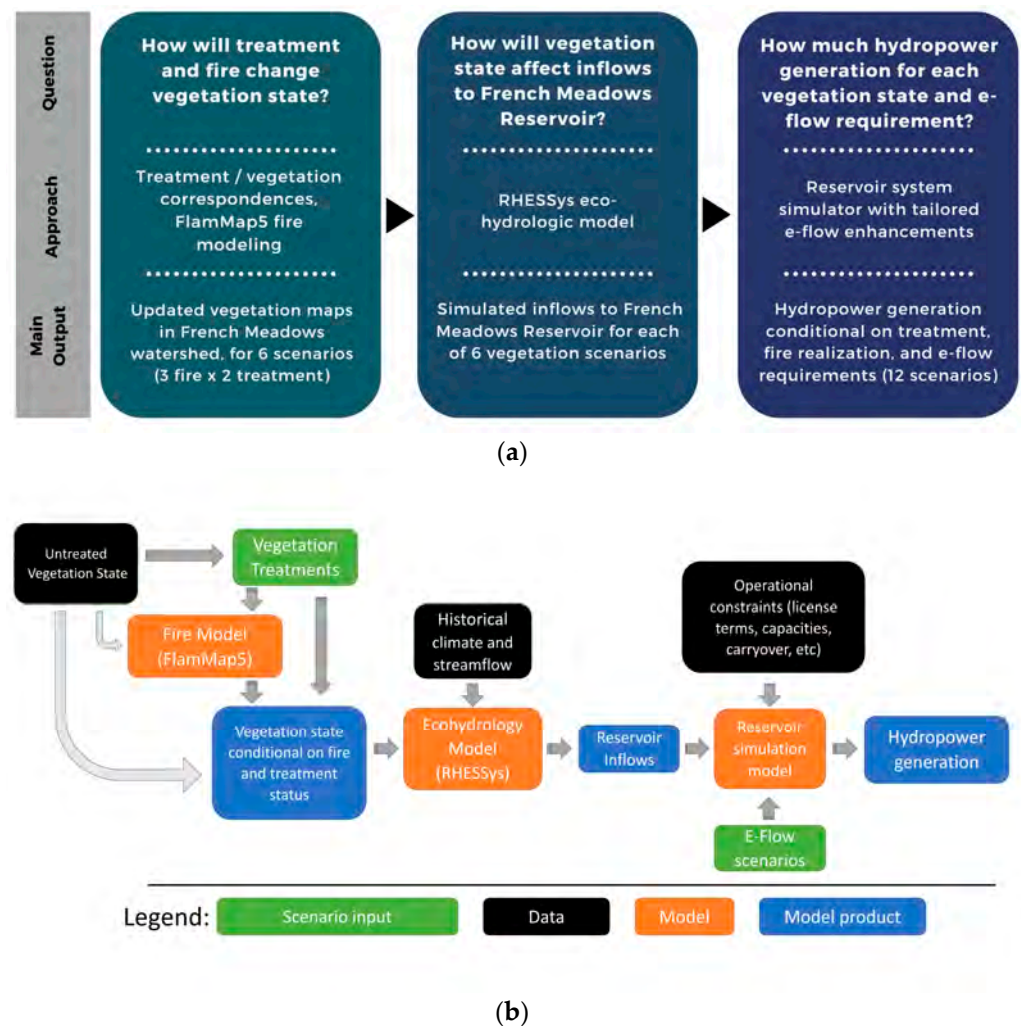 Question
How will treatment
and fire change
vegetation state?
How will vegetation
state affect inflows
to French Meadows
Reservoir?
How much hydropower
generation for each
vegetation state and e-
flow requirement?
Approach
Treatment / vegetation
correspondences,
FlamMap5 fire
modeling
RHESSys eco-
hydrologic model
Reservoir system
simulator with tailored
e-flow enhancements
Main
Output
Updated vegetation maps
in French Meadows
watershed, for 6 scenarios
(3 fire x 2 treatment)
Simulated inflows to French
Meadows Reservoir for each
of 6 vegetation scenarios
Hydropower generation
conditional on treatment,
fire realization, and e-flow
requirements (12 scenarios)
(a)
Untreated
Vegetation State
Vegetation
Treatments
Fire Model
(FlamMap5)
Vegetation state
conditional on fire
and treatment
status
Historical
climate and
streamflow
Ecohydrology
Model
(RHESSys)
Reservoir
Inflows
Operational
constraints (license
terms, capacities,
carryover, etc)
Reservoir
simulation
model
Hydropower
generation
E-Flow
scenarios
Legend:
Scenario input
Data
Model
Model product
(b)